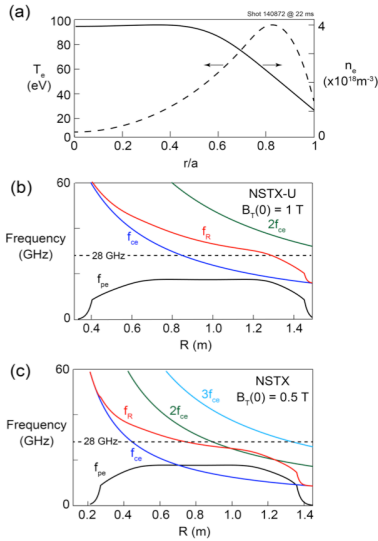 (a)
Shot 140872 @ 22 ms
100
80
60
40
20
0
T_e
(eV)
4
3
2
1
0
n_e
(x10^18 m^-3)
0 0.2 0.4 0.6 0.8 1
r/a
(b)
60
NSTX-U
B_T(0) = 1 T
Frequency
(GHz)
f_ce
f_R
2f_ce
28 GHz
f_pe
0
0.4 0.6 0.8 1.0 1.2 1.4
R (m)
(c)
60
NSTX
B_T(0) = 0.5 T
Frequency
(GHz)
f_R
2f_ce
3f_ce
28 GHz
f_pe
f_ce
0
0.2 0.4 0.6 0.8 1.0 1.2 1.4
R (m)